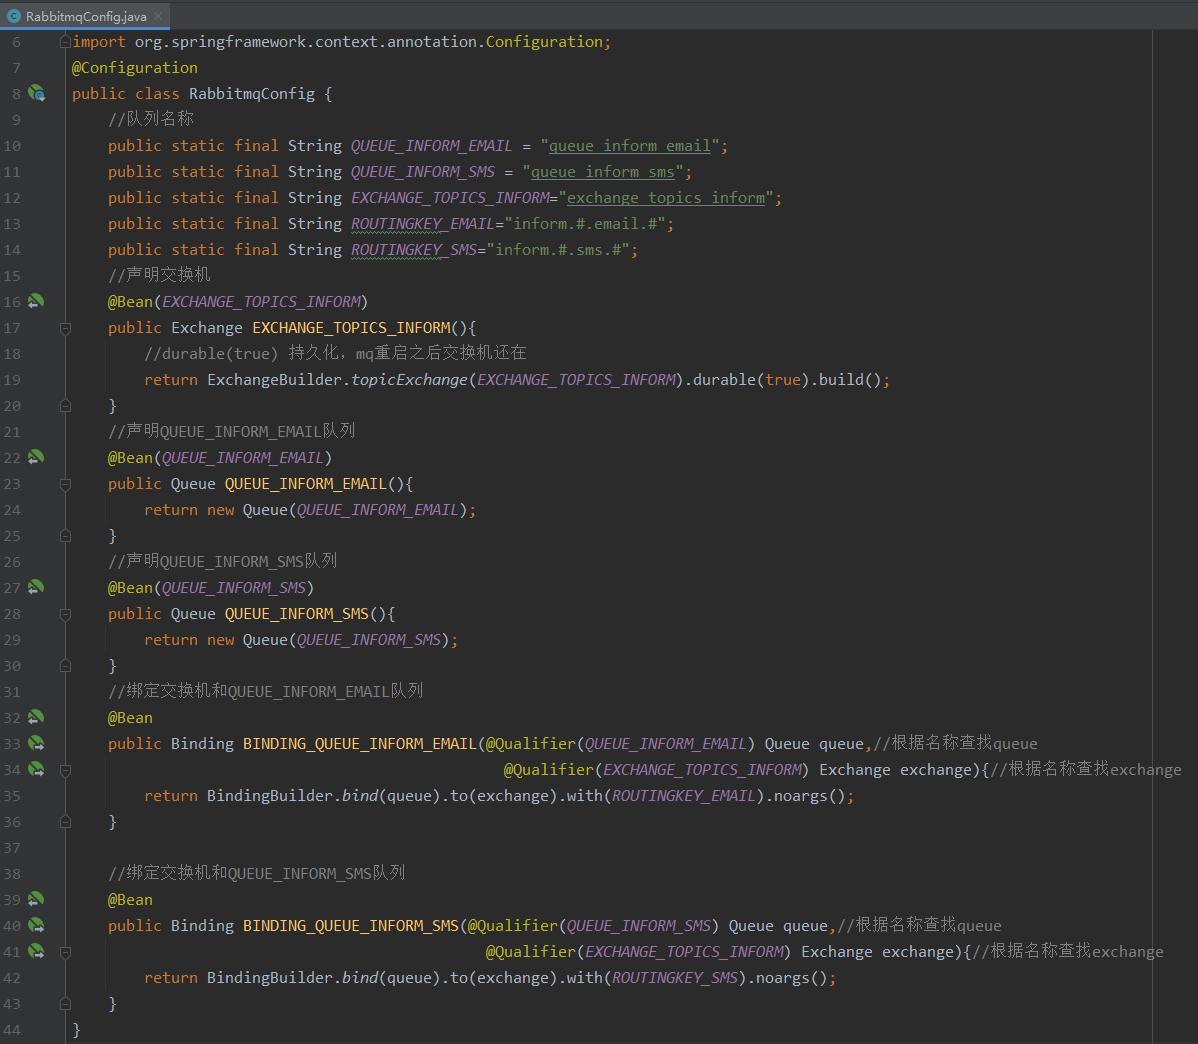 RabbitmqConfig.java
6 import org.springframework.context.annotation.Configuration;
7 @Configuration
8 public class RabbitmqConfig {
9 //队列名称
10 public static final String QUEUE_INFORM_EMAIL = "queue_inform_email";
11 public static final String QUEUE_INFORM_SMS = "queue_inform_sms";
12 public static final String EXCHANGE_TOPICS_INFORM="exchange_topics_inform";
13 public static final String ROUTINGKEY_EMAIL="inform.#.email.#";
14 public static final String ROUTINGKEY_SMS="inform.#.sms.#";
15 //声明交换机
16 @Bean(EXCHANGE_TOPICS_INFORM)
17 public Exchange EXCHANGE_TOPICS_INFORM(){
18 //durable(true) 持久化，mq重启之后交换机还在
19 return ExchangeBuilder.topicExchange(EXCHANGE_TOPICS_INFORM).durable(true).build();
20 }
21 //声明QUEUE_INFORM_EMAIL队列
22 @Bean(QUEUE_INFORM_EMAIL)
23 public Queue QUEUE_INFORM_EMAIL(){
24 return new Queue(QUEUE_INFORM_EMAIL);
25 }
26 //声明QUEUE_INFORM_SMS队列
27 @Bean(QUEUE_INFORM_SMS)
28 public Queue QUEUE_INFORM_SMS(){
29 return new Queue(QUEUE_INFORM_SMS);
30 }
31 //绑定交换机和QUEUE_INFORM_EMAIL队列
32 @Bean
33 public Binding BINDING_QUEUE_INFORM_EMAIL(@Qualifier(QUEUE_INFORM_EMAIL) Queue queue,//根据名称查找queue
34 @Qualifier(EXCHANGE_TOPICS_INFORM) Exchange exchange){//根据名称查找exchange
35 return BindingBuilder.bind(queue).to(exchange).with(ROUTINGKEY_EMAIL).noargs();
36 }
37
38 //绑定交换机和QUEUE_INFORM_SMS队列
39 @Bean
40 public Binding BINDING_QUEUE_INFORM_SMS(@Qualifier(QUEUE_INFORM_SMS) Queue queue,//根据名称查找queue
41 @Qualifier(EXCHANGE_TOPICS_INFORM) Exchange exchange){//根据名称查找exchange
42 return BindingBuilder.bind(queue).to(exchange).with(ROUTINGKEY_SMS).noargs();
43 }
44 }